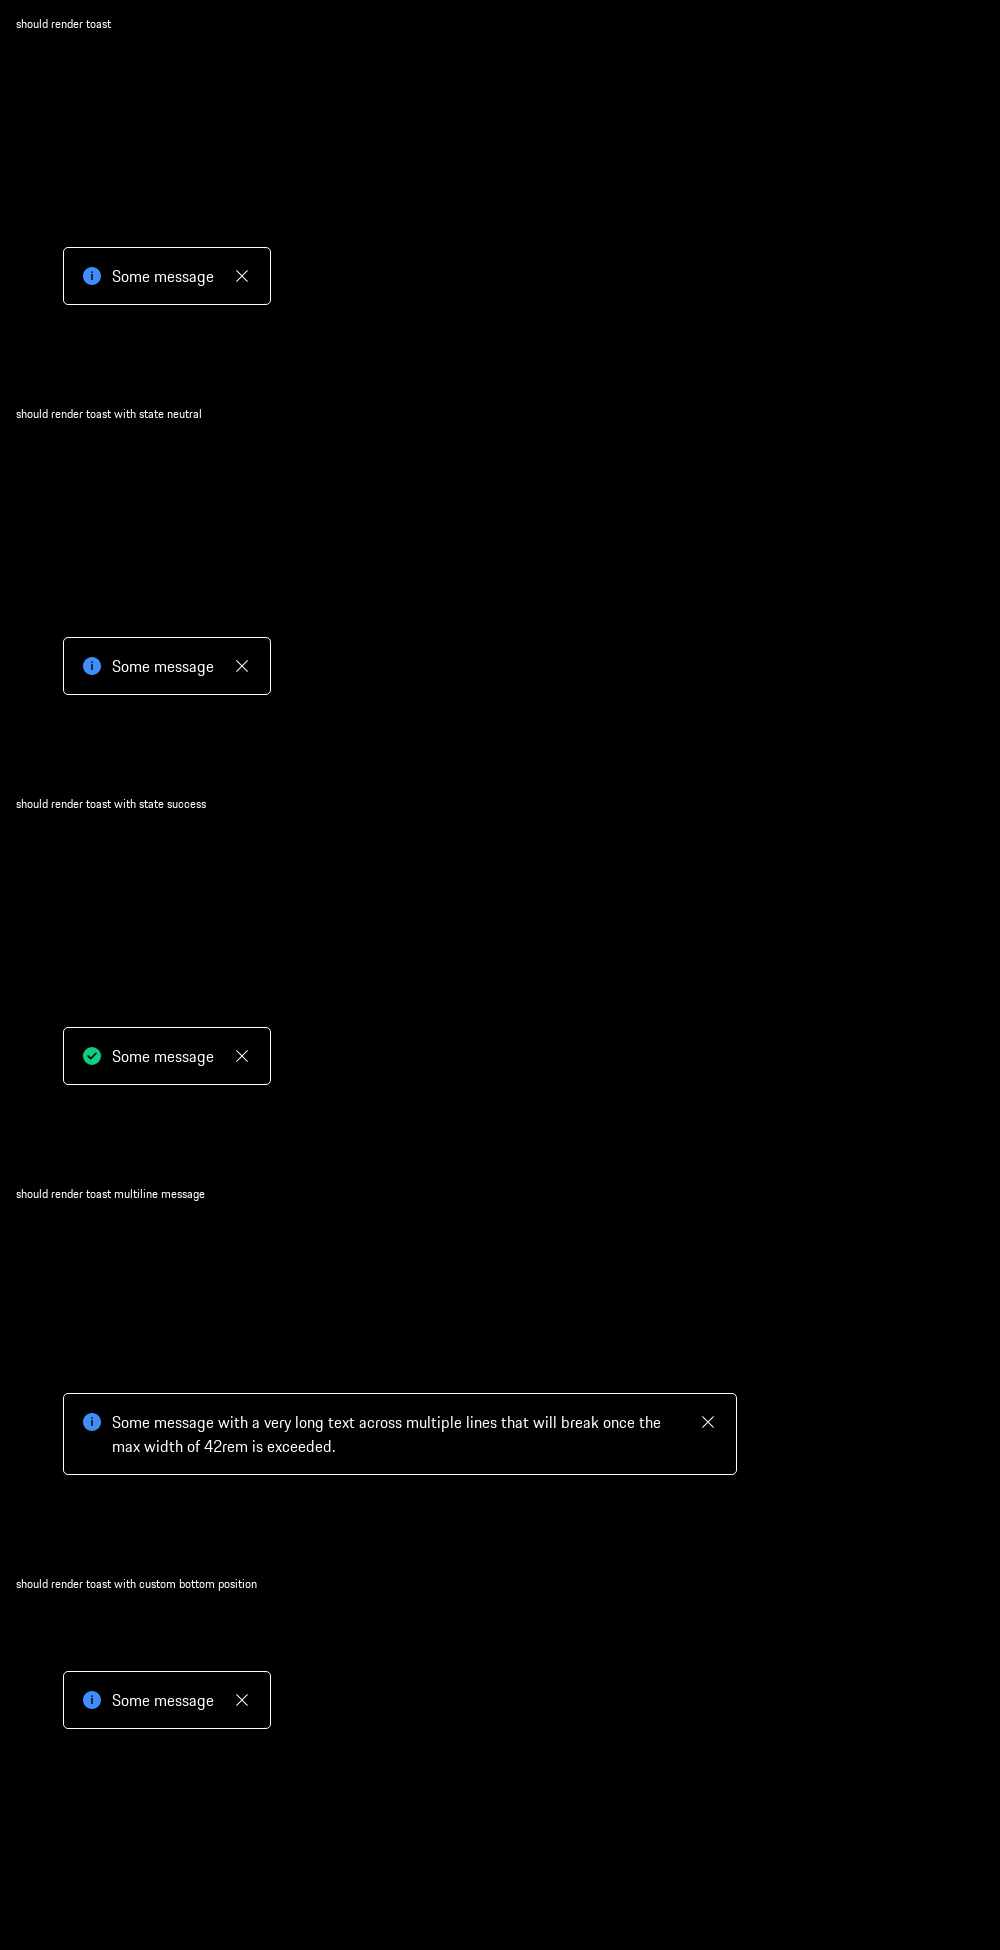 should render toast
Some message
should render toast with state neutral
Some message
should render toast with state success
Some message
should render toast multiline message
Some message with a very long text across multiple lines that will break once the
max width of 42rem is exceeded.
should render toast with custom bottom position
Some message